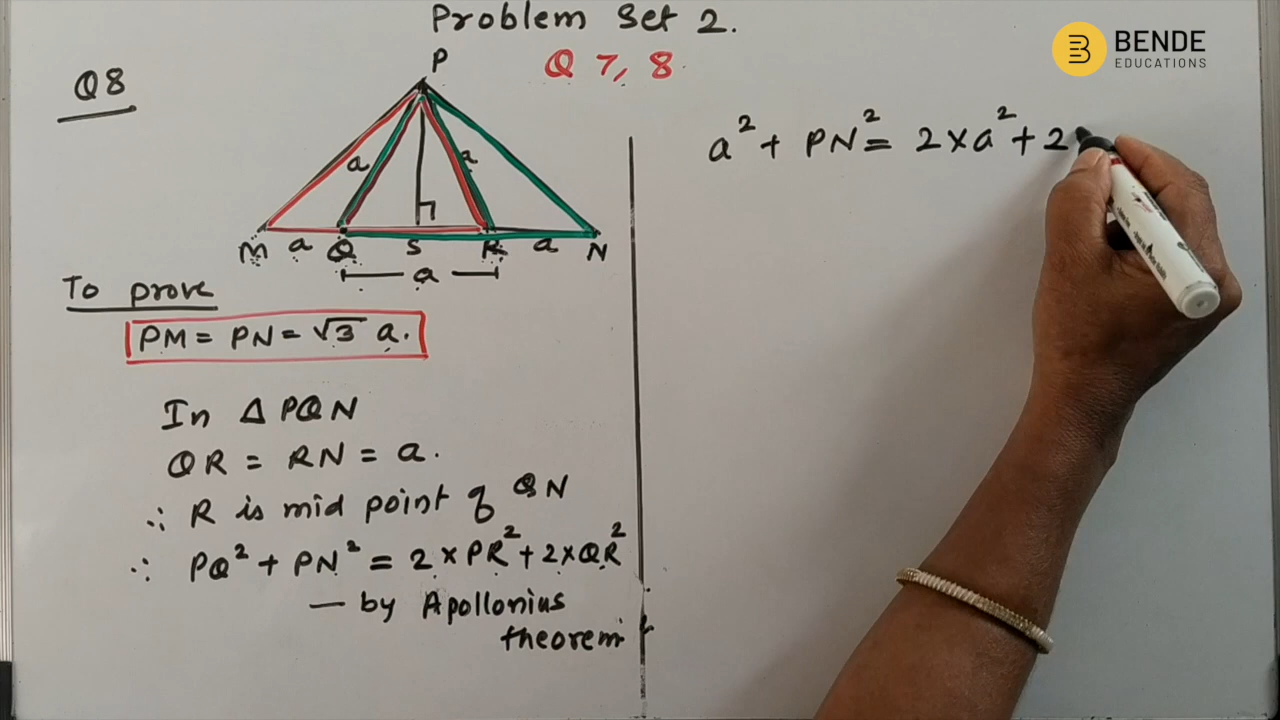 Problem Set 2.
BENDE
EDUCATIONS
Q 7, 8
Q8
P
a a
M a Q S R a N
a
To prove
PM = PN = √3 a.
In Δ PQN
QR = RN = a.
∴ R is mid point of QN
∴ PQ² + PN² = 2 × PR² + 2 × QR²
— by Apollonius
theorem
a² + PN² = 2 × a² + 2